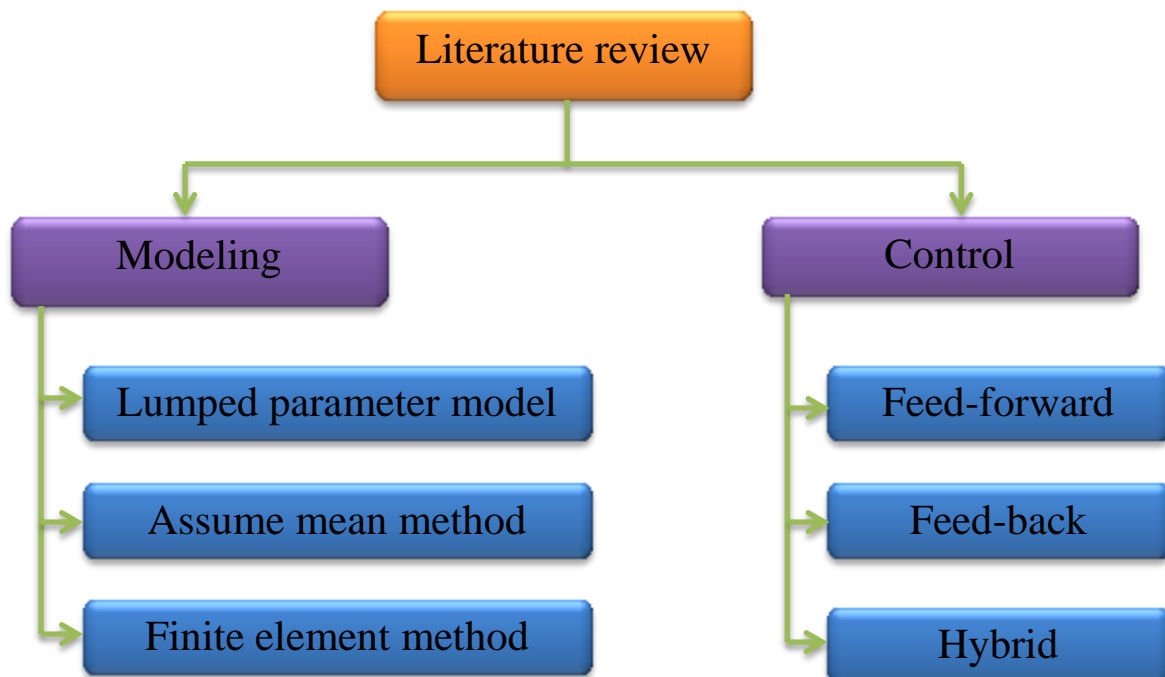 Literature review
Modeling
Control
Lumped parameter model
Assume mean method
Finite element method
Feed-forward
Feed-back
Hybrid